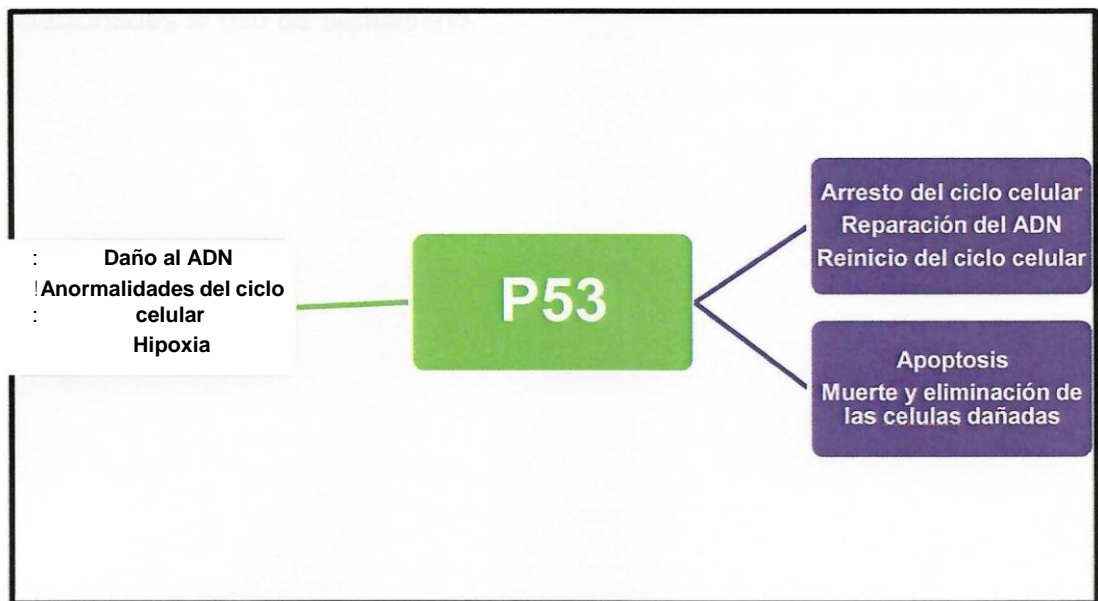 : Daño al ADN
!Anormalidades del ciclo
: celular
Hipoxia
P53
Arresto del ciclo celular
Reparación del ADN
Reinicio del ciclo celular
Apoptosis
Muerte y eliminación de
las celulas dañadas